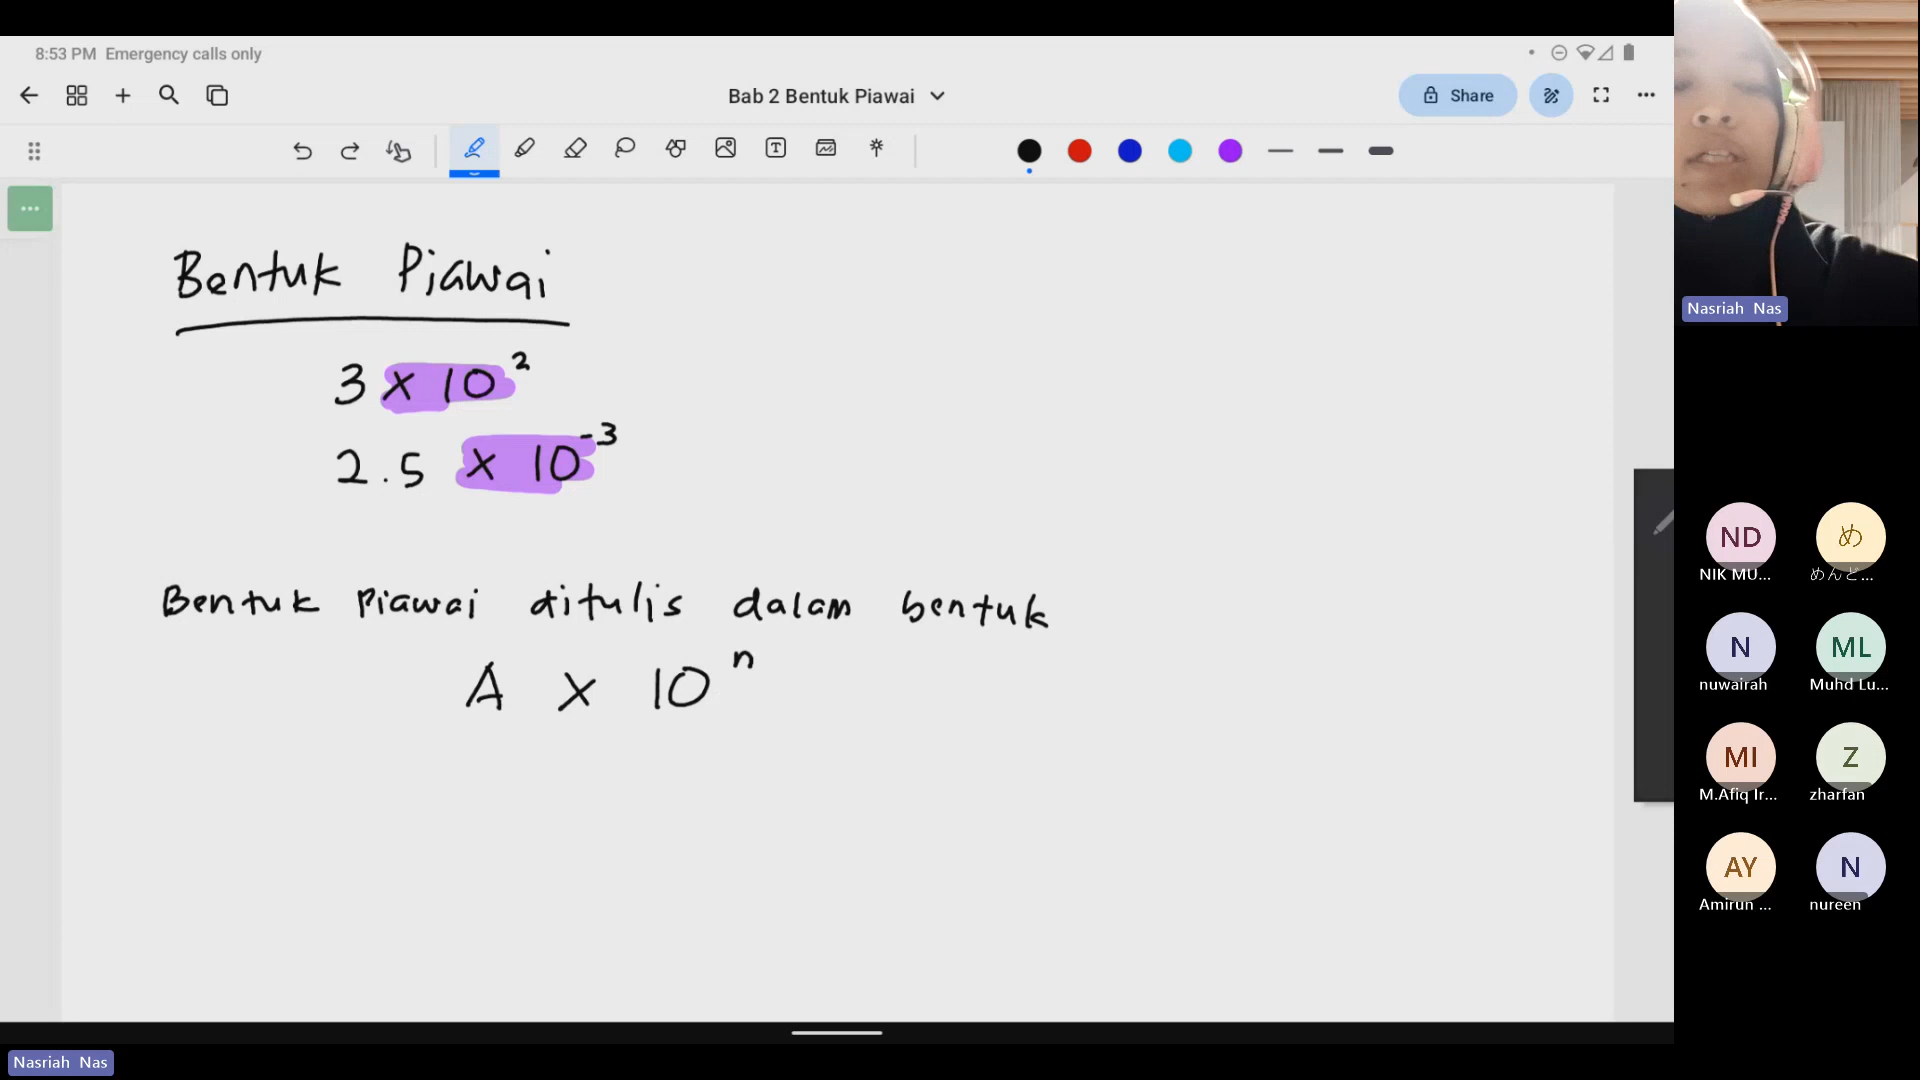 8:53 PM Emergency calls only
Bab 2 Bentuk Piawai
Share
Bentuk Piawai
3 x 10²
2.5 x 10⁻³
Bentuk Piawai ditulis dalam bentuk
A x 10ⁿ
Nasriah Nas
ND
NIK MU...
め
めんど...
N
nuwairah
ML
Muhd Lu...
MI
M.Afiq Ir...
Z
zharfan
AY
Amirun ...
N
nureen
Nasriah Nas